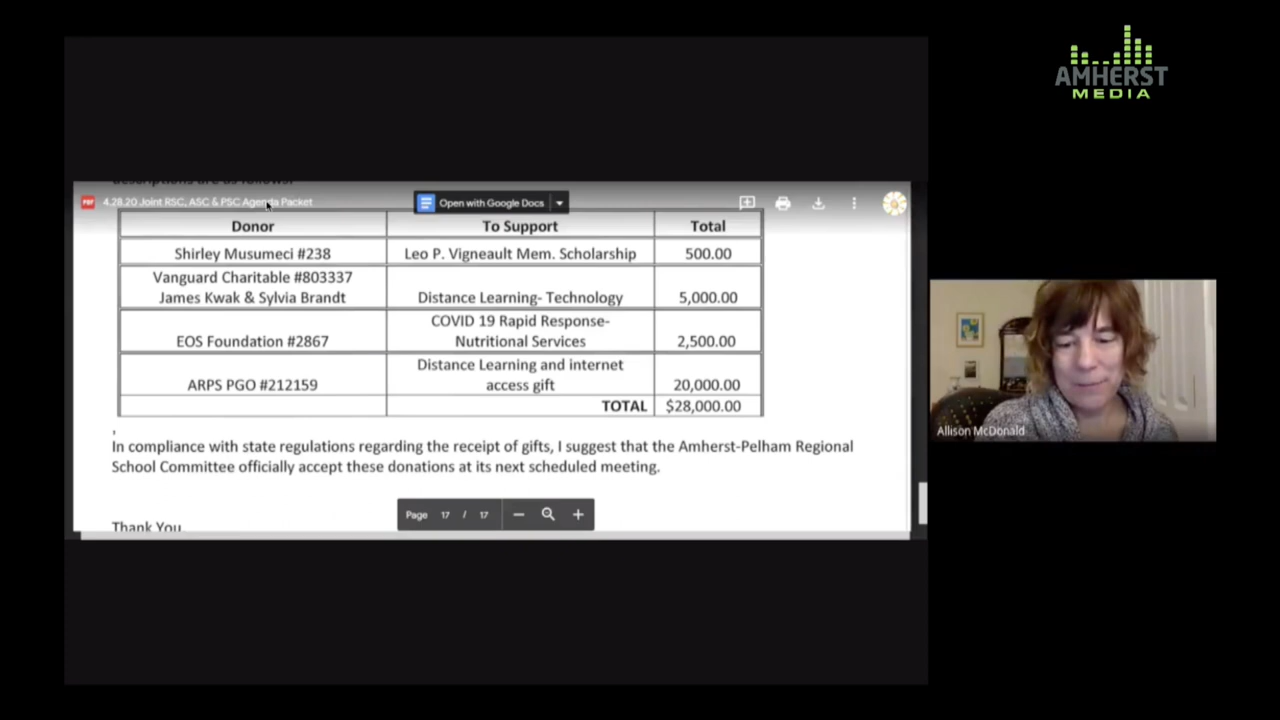 AMHERST
MEDIA
descriptions are as follows:
4.28.20 Joint RSC, ASC & PSC Agenda Packet
Open with Google Docs
Donor To Support Total
Shirley Musumeci #238 Leo P. Vigneault Mem. Scholarship 500.00
Vanguard Charitable #803337
James Kwak & Sylvia Brandt Distance Learning- Technology 5,000.00
COVID 19 Rapid Response-
EOS Foundation #2867 Nutritional Services 2,500.00
Distance Learning and internet
ARPS PGO #212159 access gift 20,000.00
TOTAL $28,000.00
,
In compliance with state regulations regarding the receipt of gifts, I suggest that the Amherst-Pelham Regional
School Committee officially accept these donations at its next scheduled meeting.
Page 17 / 17
Thank You
Allison McDonald